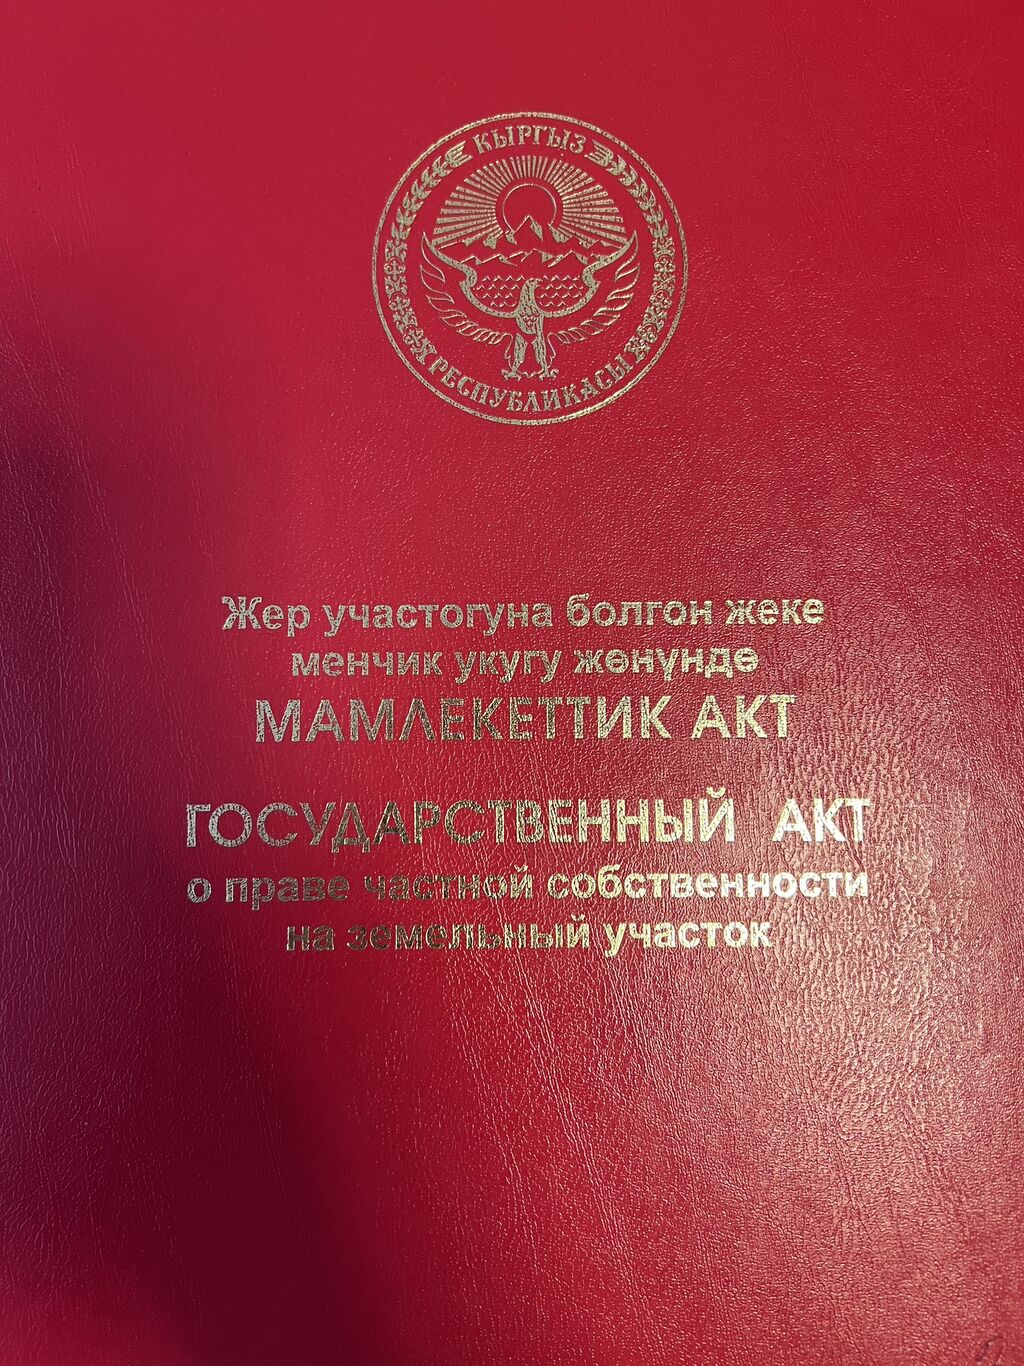 КЫРГЫЗ
РЕСПУБЛИКАСЫ
Жер участогуна болгон жеке
менчик укугу жөнүндө
МАМЛЕКЕТТИК АКТ
ГОСУДАРСТВЕННЫЙ АКТ
о праве частной собственности
на земельный участок